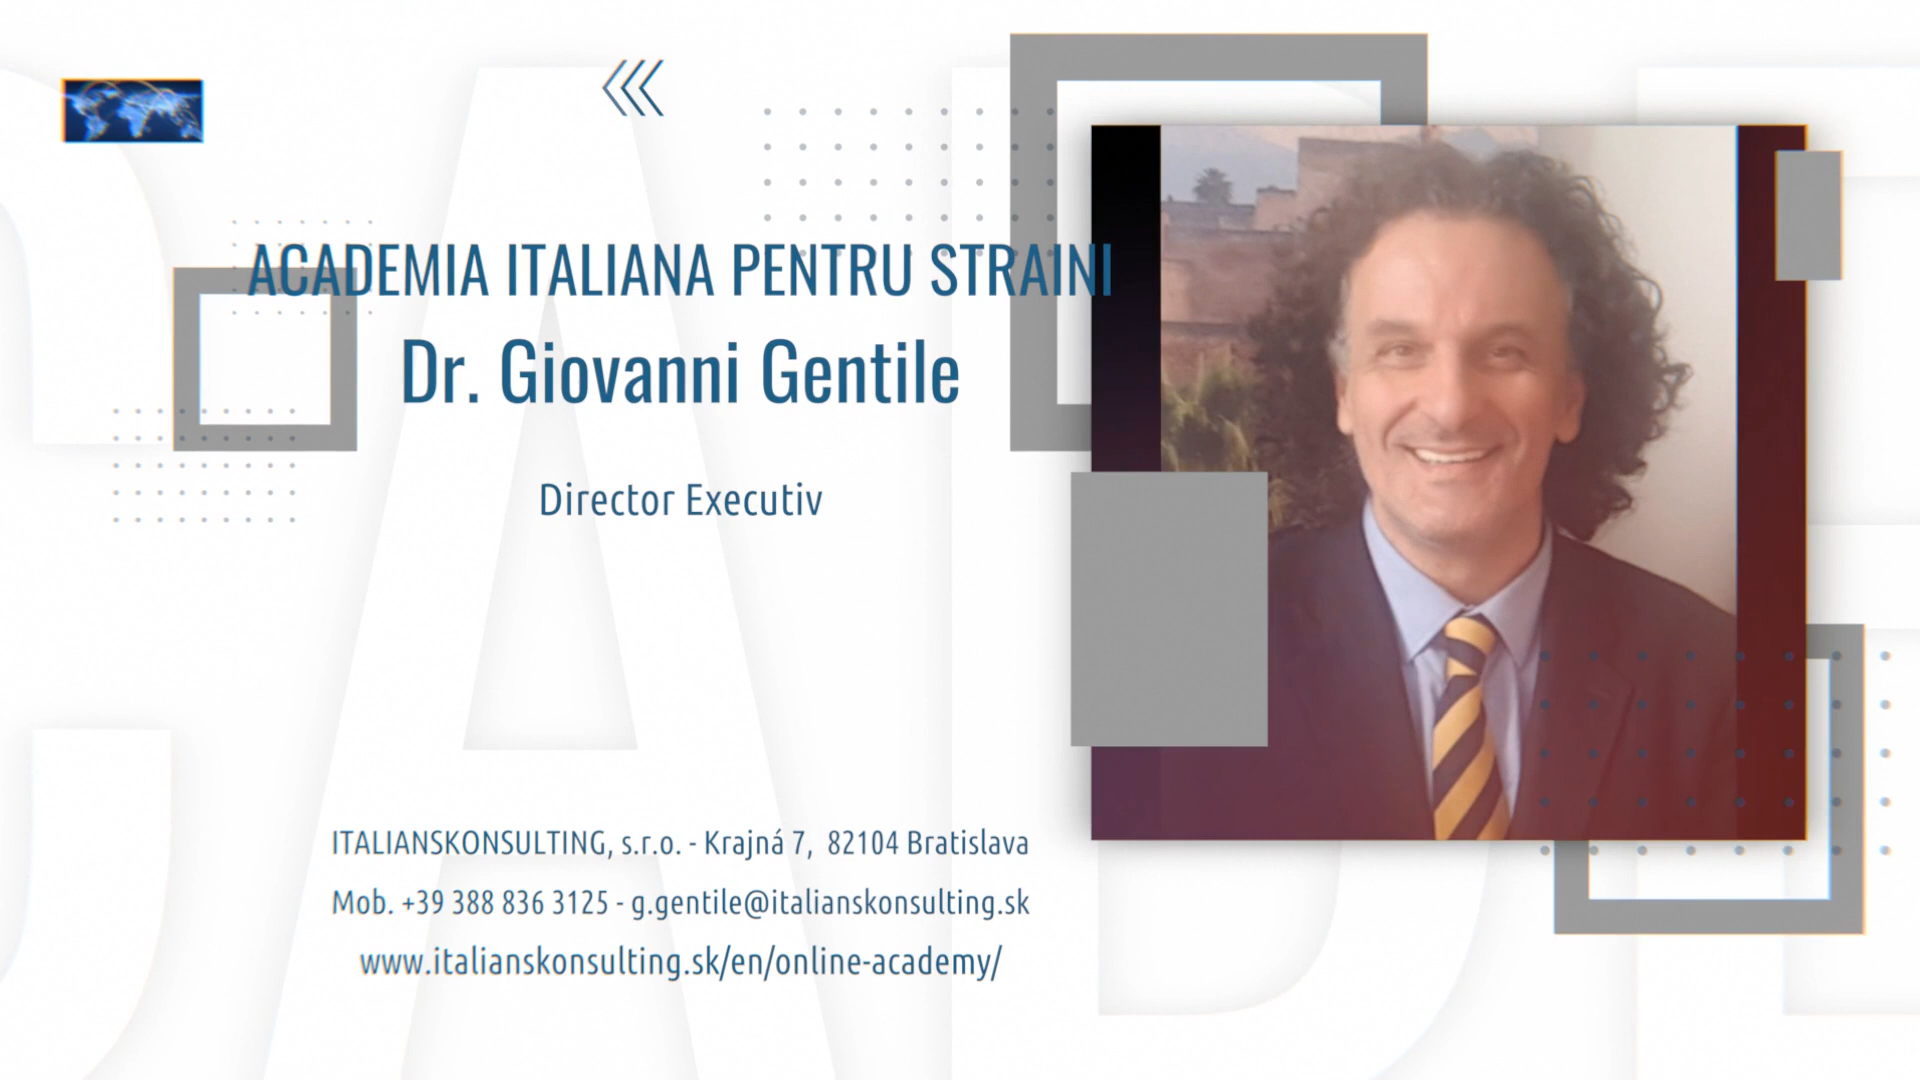 ACADEMIA ITALIANA PENTRU STRAINI
Dr. Giovanni Gentile
Director Executiv
ITALIANSKONSULTING, s.r.o. - Krajná 7, 82104 Bratislava
Mob. +39 388 836 3125 - g.gentile@italianskonsulting.sk
www.italianskonsulting.sk/en/online-academy/